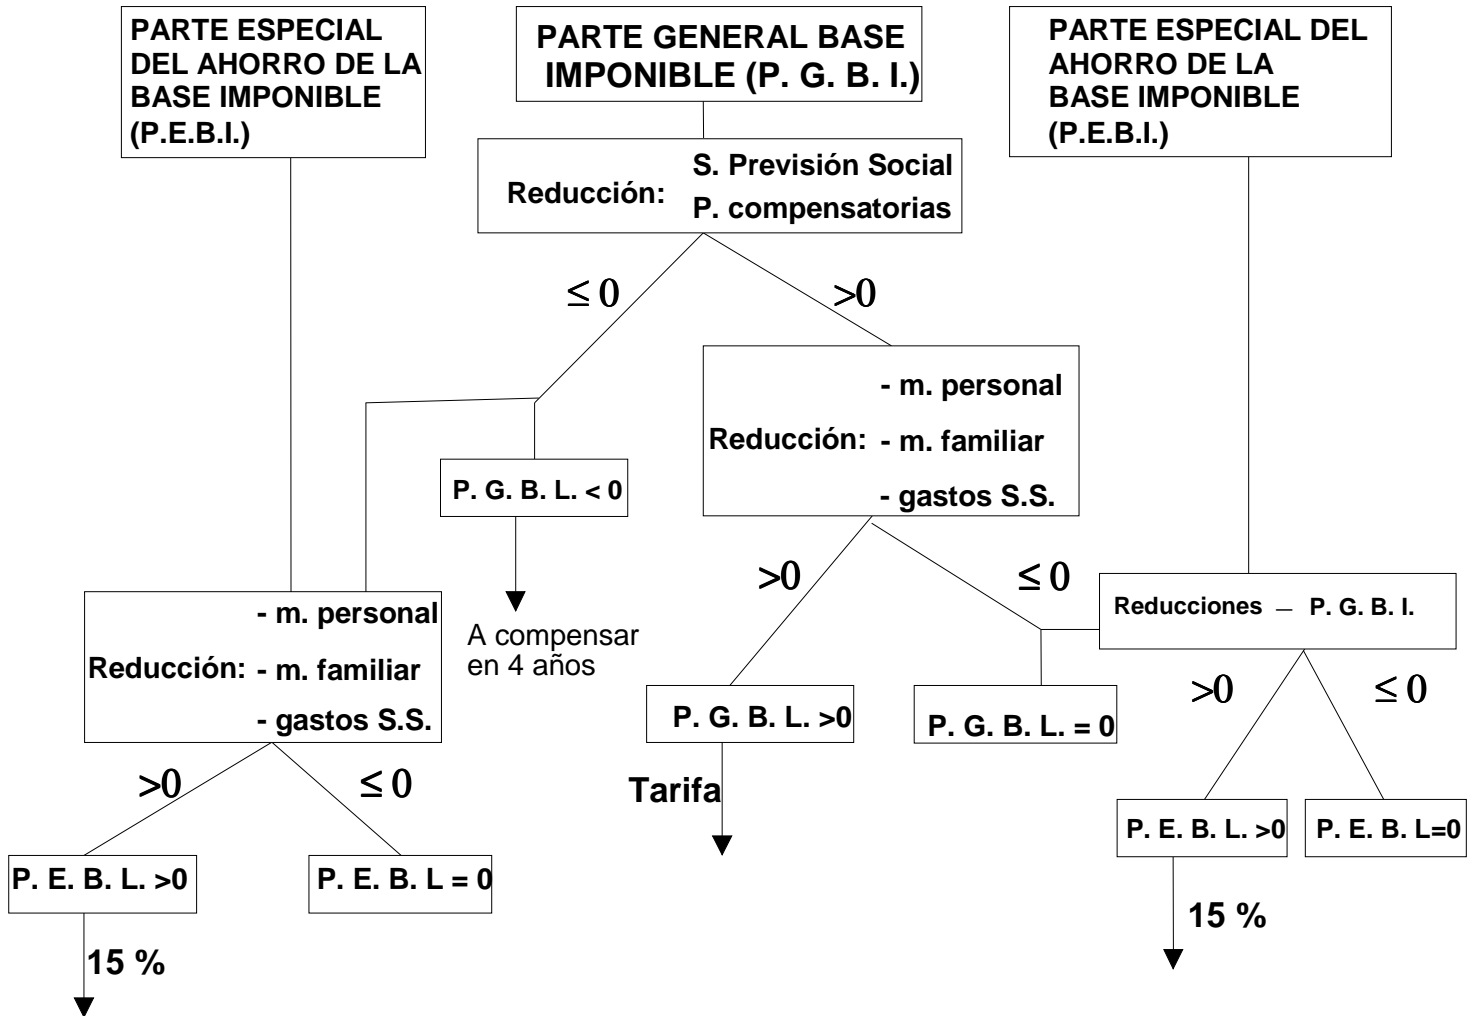 PARTE ESPECIAL
DEL AHORRO DE LA
BASE IMPONIBLE
(P.E.B.I.)
PARTE GENERAL BASE
IMPONIBLE (P. G. B. I.)
PARTE ESPECIAL DEL
AHORRO DE LA
BASE IMPONIBLE
(P.E.B.I.)
Reducción:
S. Previsión Social
P. compensatorias
≤ 0
>0
Reducción:
- m. personal
- m. familiar
- gastos S.S.
P. G. B. L. < 0
A compensar
en 4 años
>0
≤ 0
Reducciones – P. G. B. I.
Reducción:
- m. personal
- m. familiar
- gastos S.S.
P. G. B. L. >0
P. G. B. L. = 0
>0
≤ 0
>0
≤ 0
Tarifa
P. E. B. L. >0
P. E. B. L=0
P. E. B. L. >0
P. E. B. L = 0
15 %
15 %